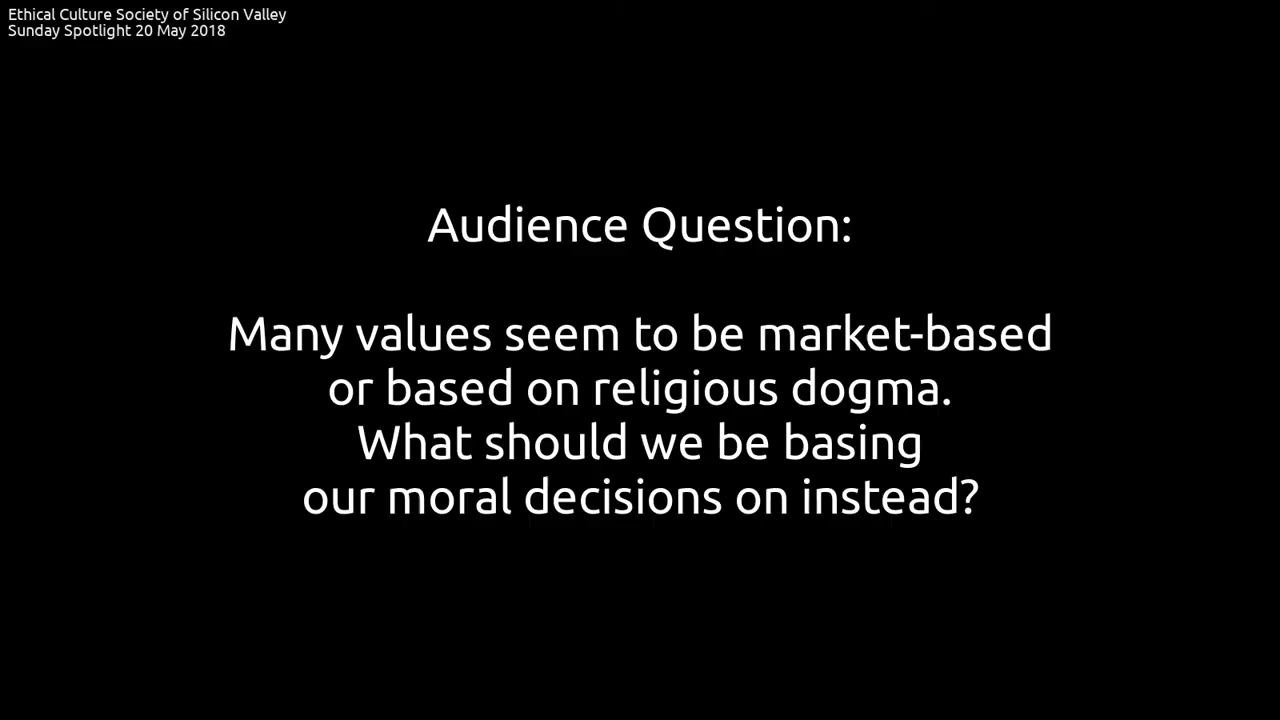 Ethical Culture Society of Silicon Valley
Sunday Spotlight 20 May 2018
Audience Question:
Many values seem to be market-based
or based on religious dogma.
What should we be basing
our moral decisions on instead?